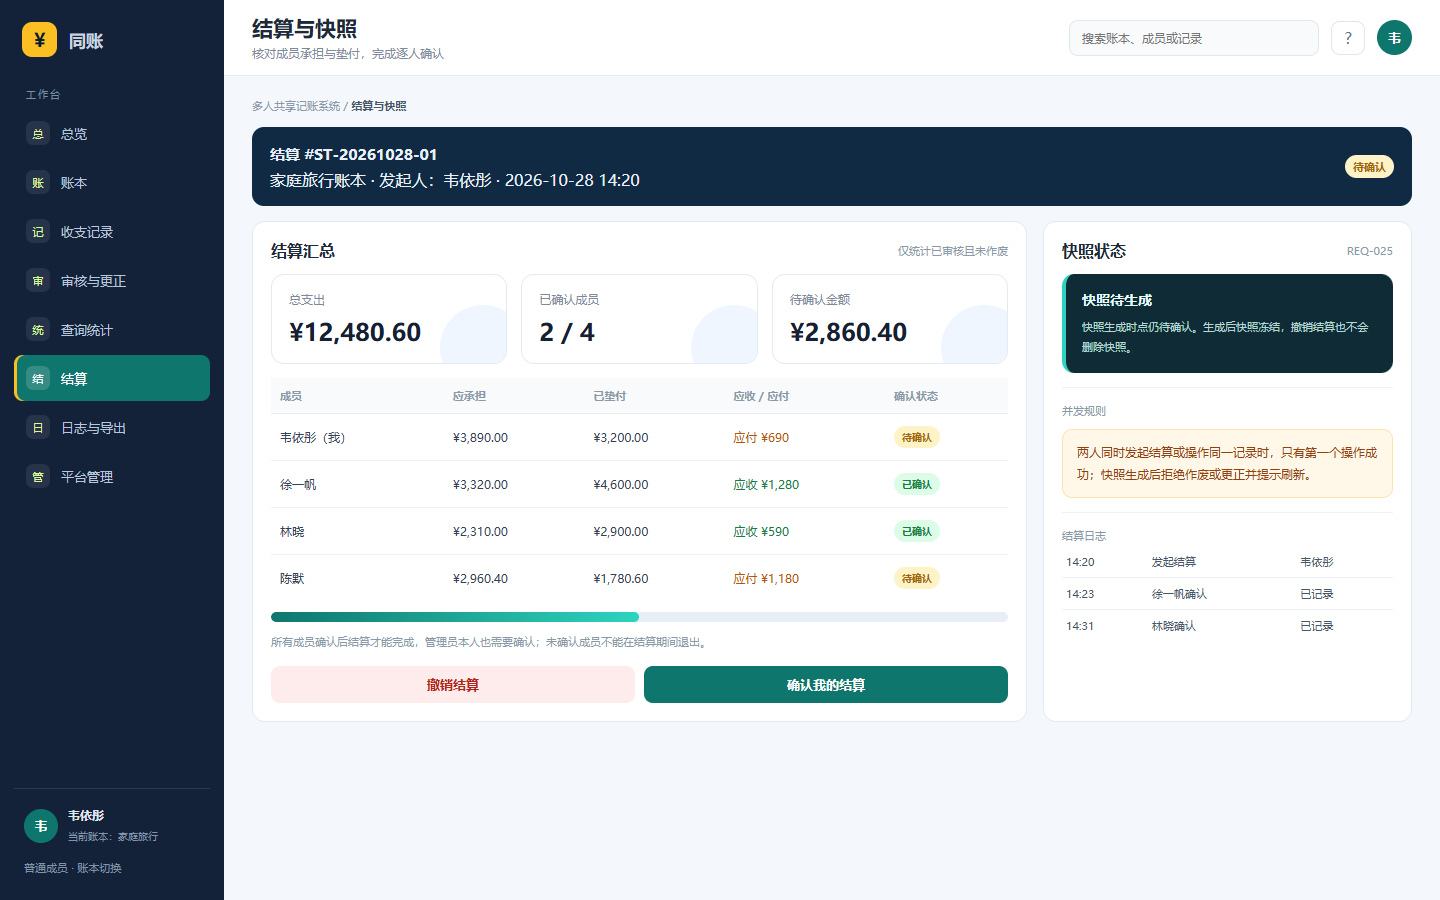 ¥ 同账
工作台
总 总览
账 账本
记 收支记录
审 审核与更正
统 查询统计
结 结算
日 日志与导出
管 平台管理
韦 韦依彤
当前账本：家庭旅行
普通成员 · 账本切换
结算与快照
核对成员承担与垫付，完成逐人确认
搜索账本、成员或记录
?
韦
多人共享记账系统 / 结算与快照
结算 #ST-20261028-01
家庭旅行账本 · 发起人：韦依彤 · 2026-10-28 14:20
待确认
结算汇总
仅统计已审核且未作废
总支出
¥12,480.60
已确认成员
2 / 4
待确认金额
¥2,860.40
成员 应承担 已垫付 应收 / 应付 确认状态
韦依彤（我） ¥3,890.00 ¥3,200.00 应付 ¥690 待确认
徐一帆 ¥3,320.00 ¥4,600.00 应收 ¥1,280 已确认
林晓 ¥2,310.00 ¥2,900.00 应收 ¥590 已确认
陈默 ¥2,960.40 ¥1,780.60 应付 ¥1,180 待确认
所有成员确认后结算才能完成，管理员本人也需要确认；未确认成员不能在结算期间退出。
撤销结算
确认我的结算
快照状态
REQ-025
快照待生成
快照生成时点仍待确认。生成后快照冻结，撤销结算也不会
删除快照。
并发规则
两人同时发起结算或操作同一记录时，只有第一个操作成
功；快照生成后拒绝作废或更正并提示刷新。
结算日志
14:20 发起结算 韦依彤
14:23 徐一帆确认 已记录
14:31 林晓确认 已记录